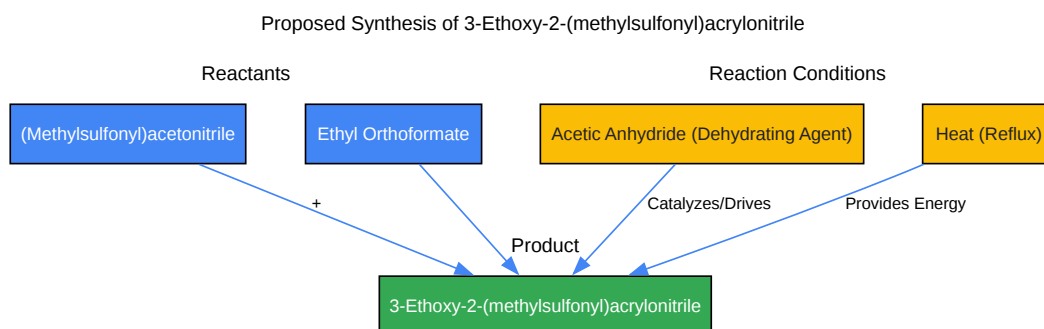 Proposed Synthesis of 3-Ethoxy-2-(methylsulfonyl)acrylonitrile
Reactants
Reaction Conditions
(Methylsulfonyl)acetonitrile
Ethyl Orthoformate
Acetic Anhydride (Dehydrating Agent)
Heat (Reflux)
+
Catalyzes/Drives
Provides Energy
Product
3-Ethoxy-2-(methylsulfonyl)acrylonitrile